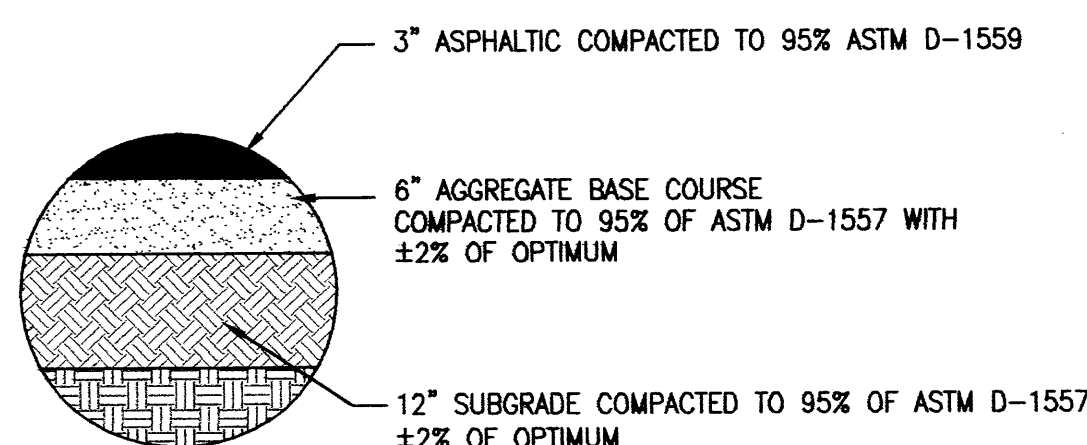 3" ASPHALTIC COMPACTED TO 95% ASTM D-1559
6" AGGREGATE BASE COURSE
COMPACTED TO 95% OF ASTM D-1557 WITH
±2% OF OPTIMUM
12" SUBGRADE COMPACTED TO 95% OF ASTM D-1557
±2% OF OPTIMUM